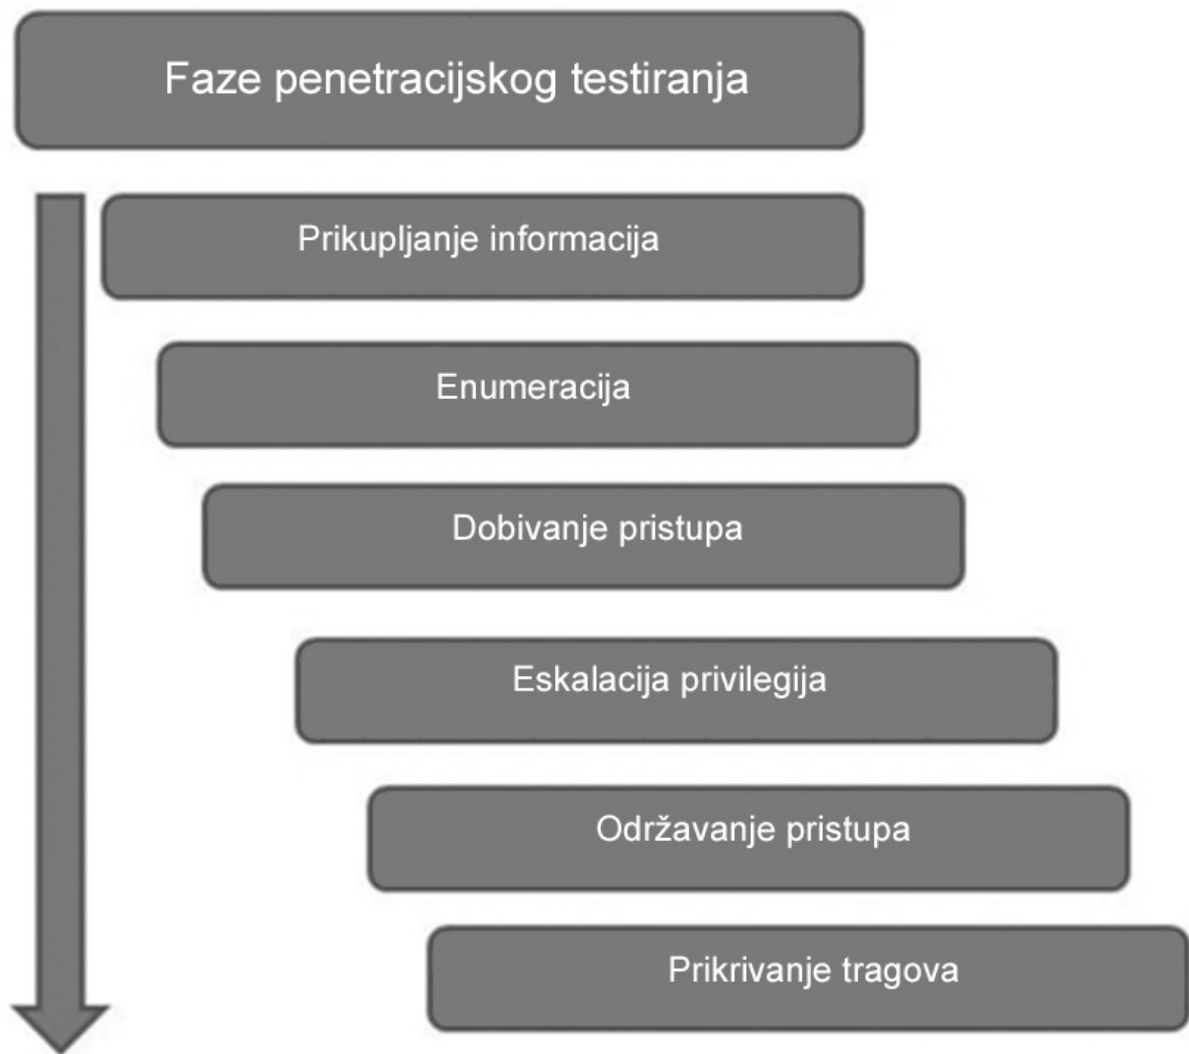 Faze penetracijskog testiranja
Prikupljanje informacija
Enumeracija
Dobivanje pristupa
Eskalacija privilegija
Održavanje pristupa
Prikrivanje tragova